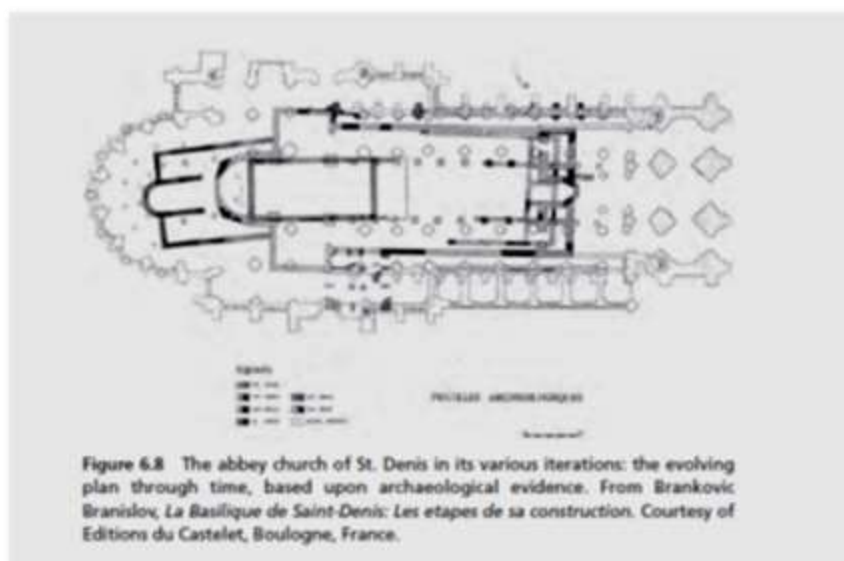 FOUILLES ARCHEOLOGIQUES
Figure 6.8 The abbey church of St. Denis in its various iterations: the evolving
plan through time, based upon archaeological evidence. From Brankovic
Branislov, La Basilique de Saint-Denis: Les etapes de sa construction. Courtesy of
Editions du Castelet, Boulogne, France.